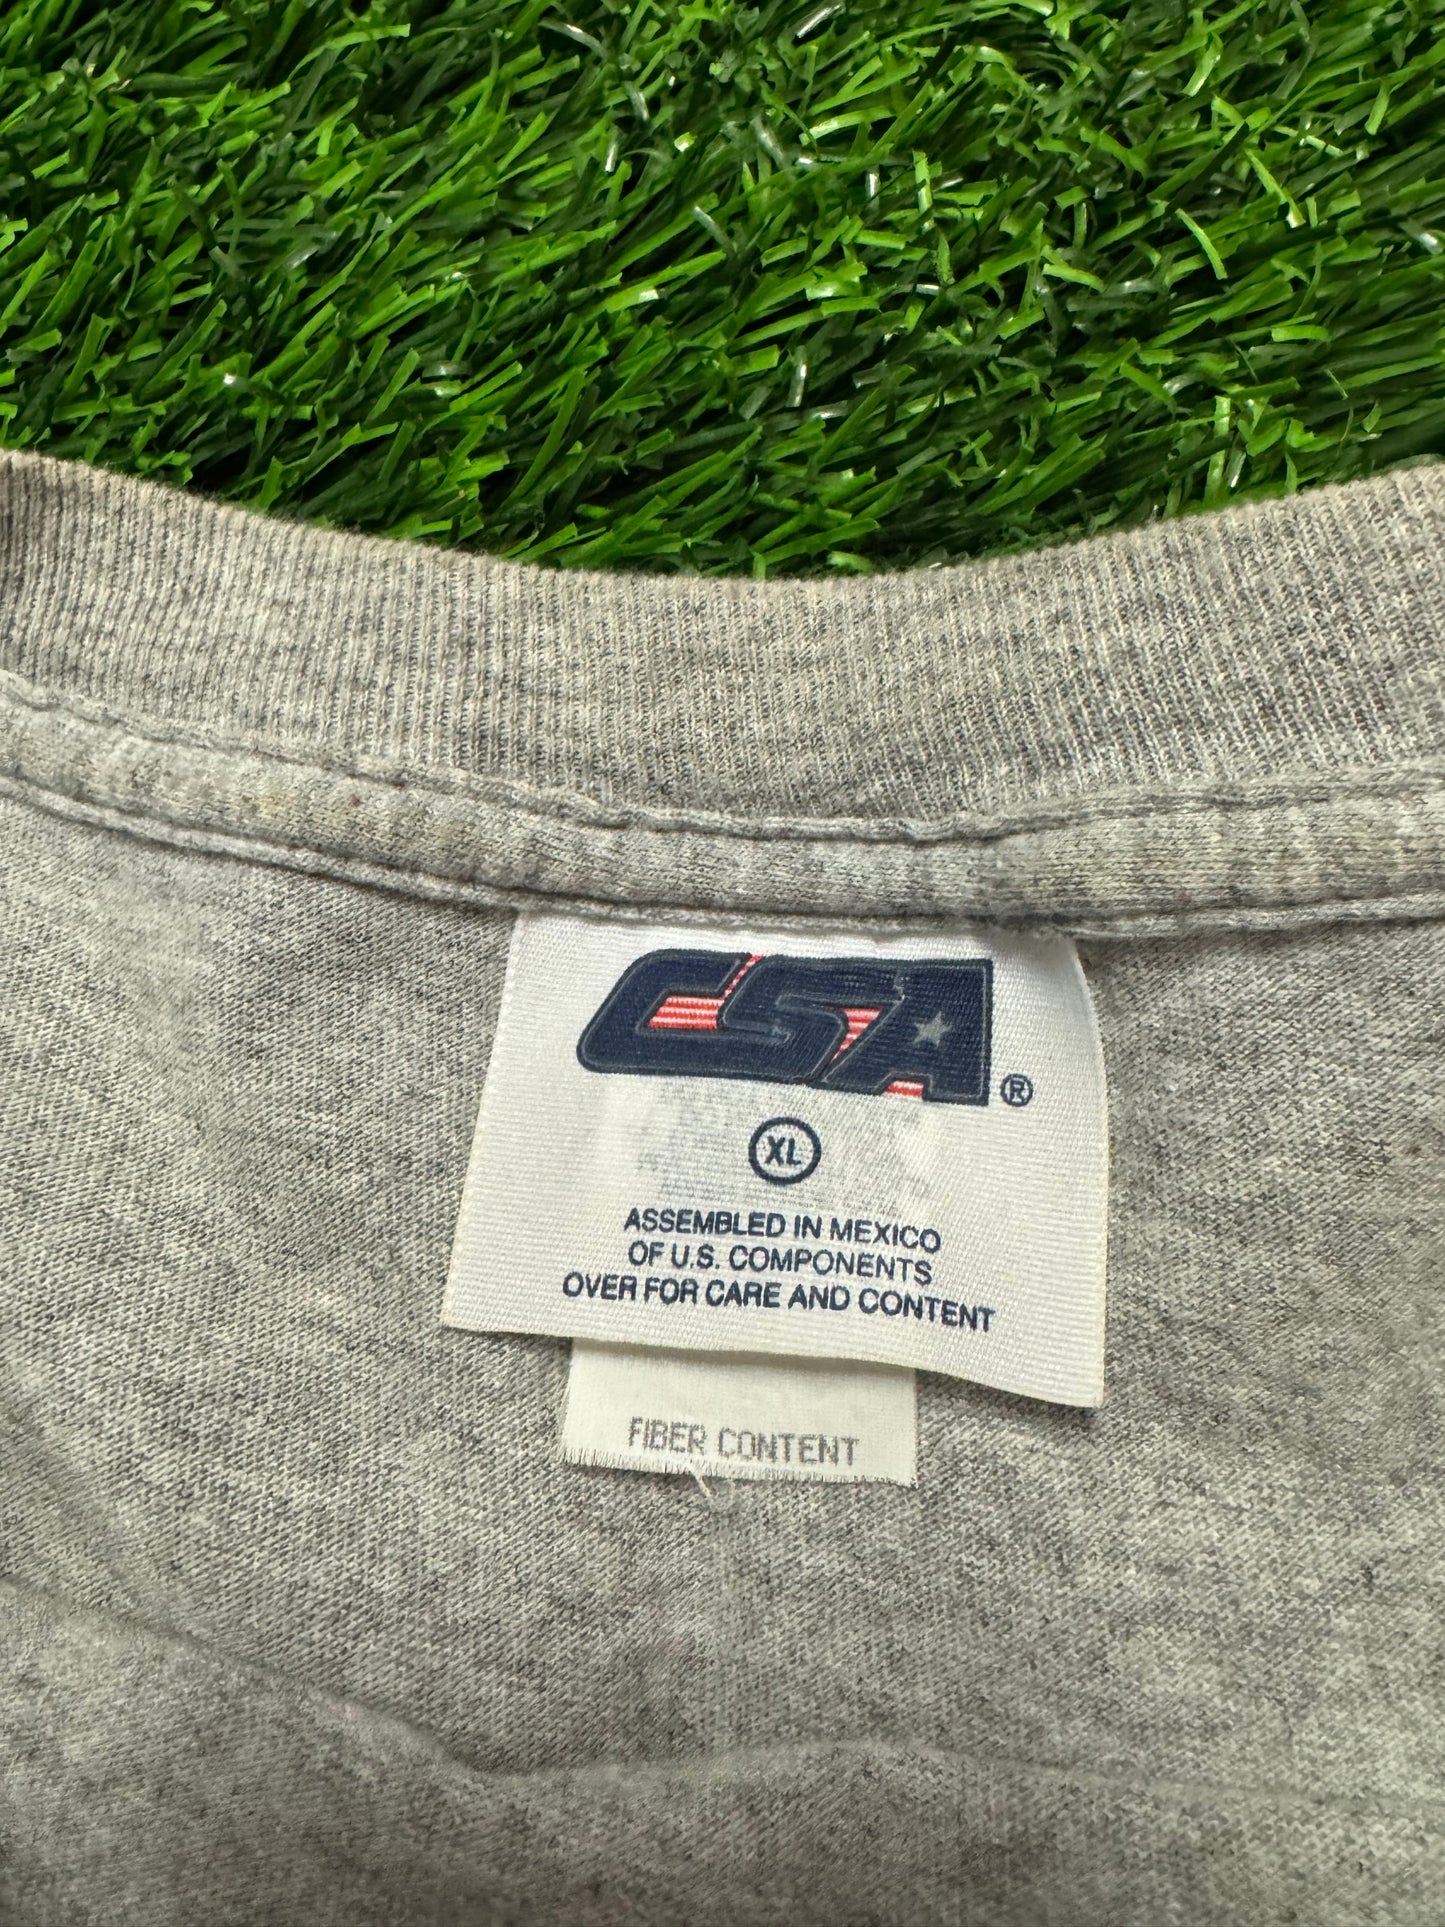 CSA®
XL
ASSEMBLED IN MEXICO
OF U.S. COMPONENTS
OVER FOR CARE AND CONTENT
FIBER CONTENT